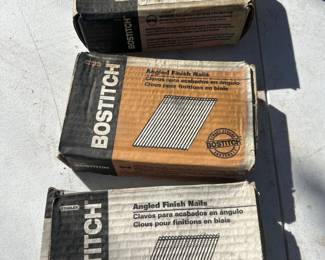 BOSTITCH
BOSTITCH
Angled Finish Nails
Clavos para acabados en ángulo
Clous pour finitions en biais
BOSTITCH
BOSTITCH
Angled Finish Nails
Clavos para acabados en ángulo
Clous pour finitions en biais